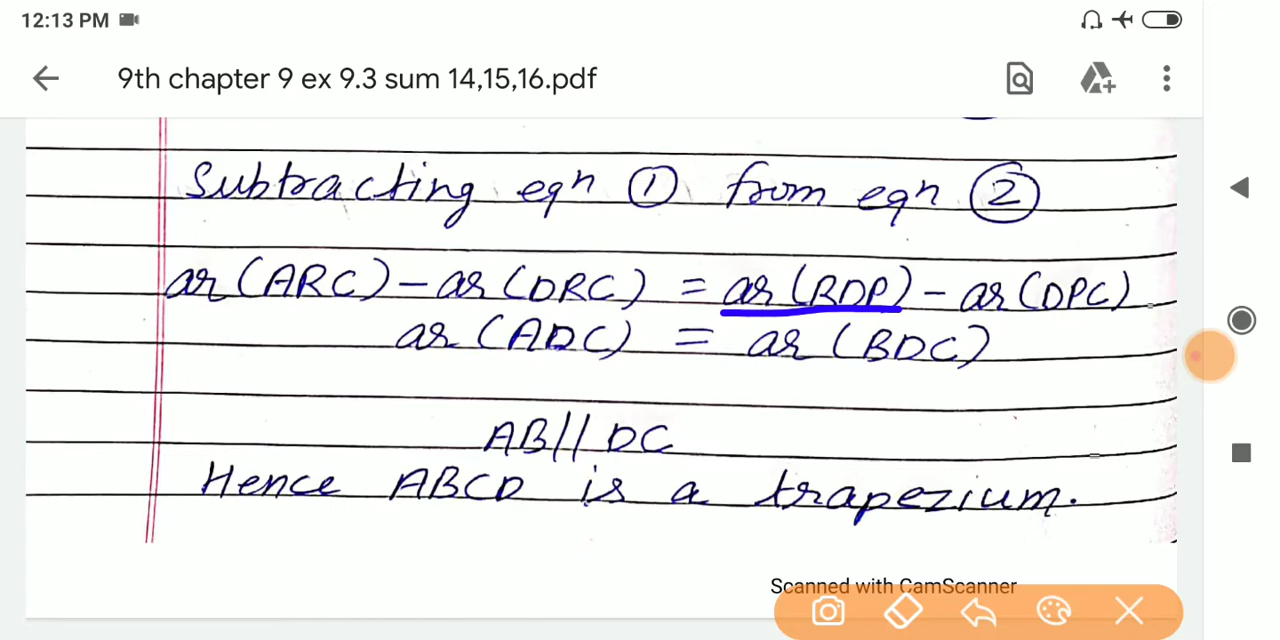 12:13 PM
9th chapter 9 ex 9.3 sum 14,15,16.pdf
Subtracting eqn ① from eqn ②
ar (ARC) - ar (DRC) = ar (BDP) - ar (DPC)
ar (ADC) = ar (BDC)
AB // DC
Hence ABCD is a trapezium.
Scanned with CamScanner